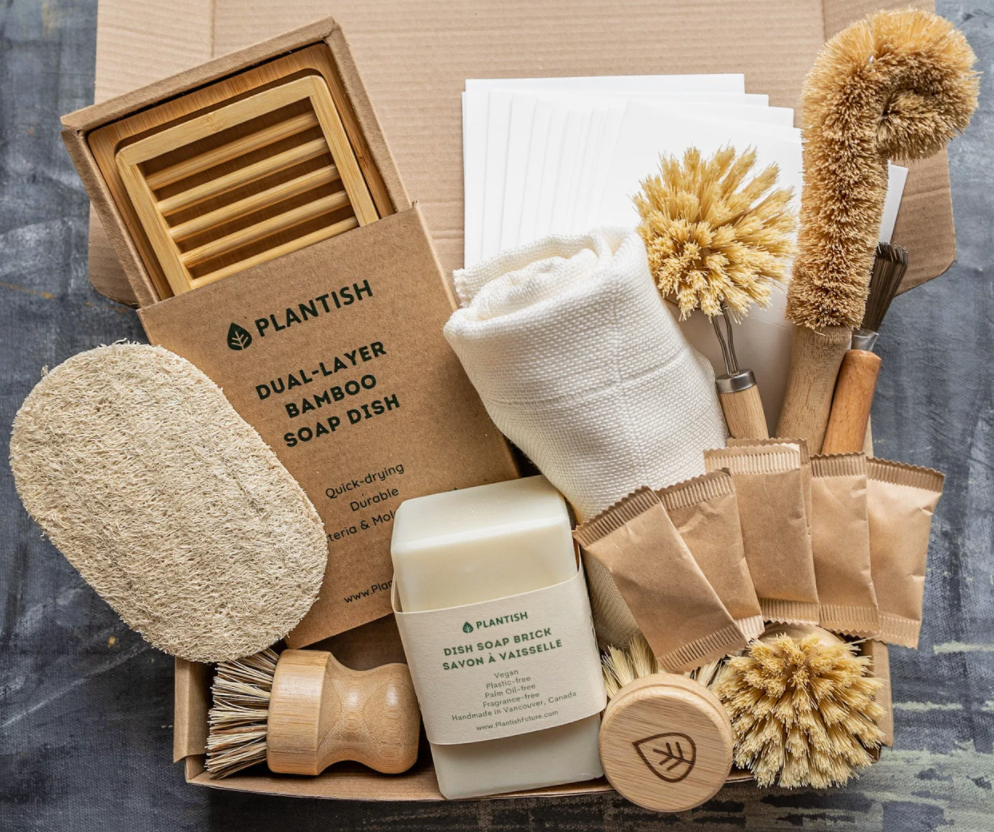 PLANTISH
DUAL-LAYER
BAMBOO
SOAP DISH
Quick-drying
Durable
PLANTISH
DISH SOAP BRICK
SAVON À VAISSELLE
Vegan
Plastic-free
Palm Oil-free
Fragrance-free
Handmade in Vancouver, Canada
www.PlantishFuture.com